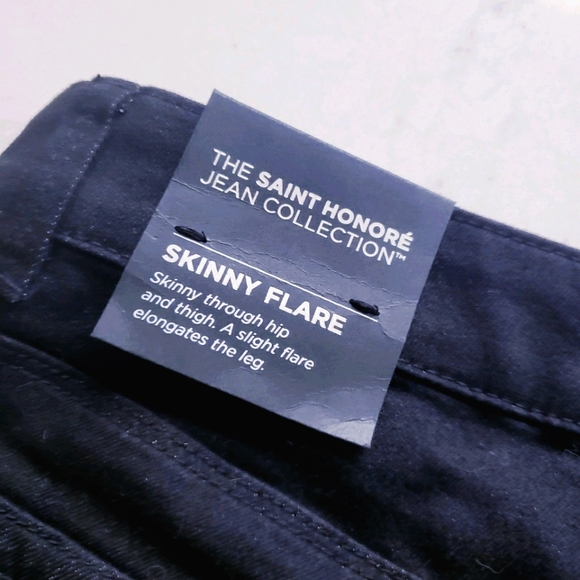 THE SAINT HONORÉ
JEAN COLLECTION™
SKINNY FLARE
Skinny through hip
and thigh. A slight flare
elongates the leg.